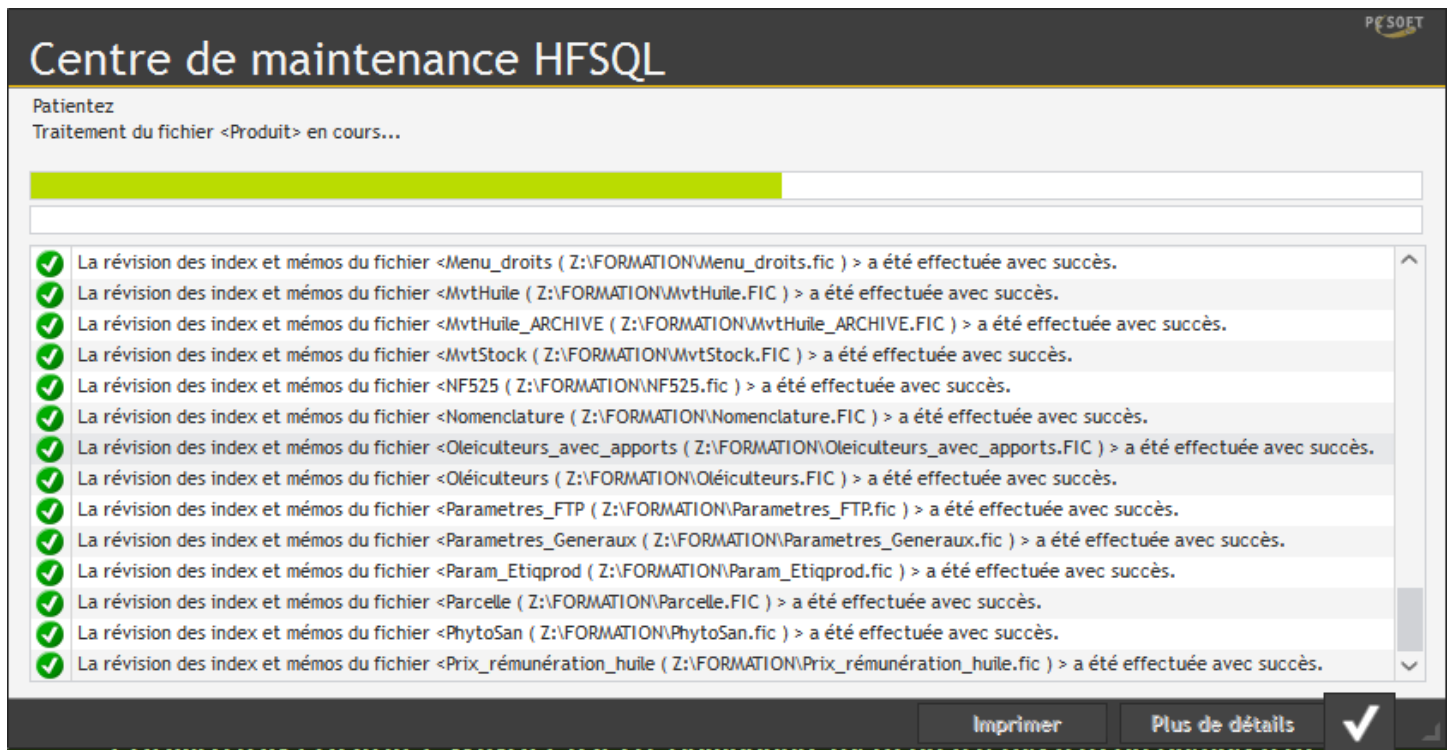 PC SOFT
Centre de maintenance HFSQL
Patientez
Traitement du fichier <Produit> en cours...
La révision des index et mémos du fichier <Menu_droits ( Z:\FORMATION\Menu_droits.fic ) > a été effectuée avec succès.
La révision des index et mémos du fichier <MvtHuile ( Z:\FORMATION\MvtHuile.FIC ) > a été effectuée avec succès.
La révision des index et mémos du fichier <MvtHuile_ARCHIVE ( Z:\FORMATION\MvtHuile_ARCHIVE.FIC ) > a été effectuée avec succès.
La révision des index et mémos du fichier <MvtStock ( Z:\FORMATION\MvtStock.FIC ) > a été effectuée avec succès.
La révision des index et mémos du fichier <NF525 ( Z:\FORMATION\NF525.fic ) > a été effectuée avec succès.
La révision des index et mémos du fichier <Nomenclature ( Z:\FORMATION\Nomenclature.FIC ) > a été effectuée avec succès.
La révision des index et mémos du fichier <Oleiculteurs_avec_apports ( Z:\FORMATION\Oleiculteurs_avec_apports.FIC ) > a été effectuée avec succès.
La révision des index et mémos du fichier <Oléiculteurs ( Z:\FORMATION\Oléiculteurs.FIC ) > a été effectuée avec succès.
La révision des index et mémos du fichier <Parametres_FTP ( Z:\FORMATION\Parametres_FTP.fic ) > a été effectuée avec succès.
La révision des index et mémos du fichier <Parametres_Generaux ( Z:\FORMATION\Parametres_Generaux.fic ) > a été effectuée avec succès.
La révision des index et mémos du fichier <Param_Etiqprod ( Z:\FORMATION\Param_Etiqprod.fic ) > a été effectuée avec succès.
La révision des index et mémos du fichier <Parcelle ( Z:\FORMATION\Parcelle.FIC ) > a été effectuée avec succès.
La révision des index et mémos du fichier <PhytoSan ( Z:\FORMATION\PhytoSan.fic ) > a été effectuée avec succès.
La révision des index et mémos du fichier <Prix_rémunération_huile ( Z:\FORMATION\Prix_rémunération_huile.fic ) > a été effectuée avec succès.
Imprimer Plus de détails